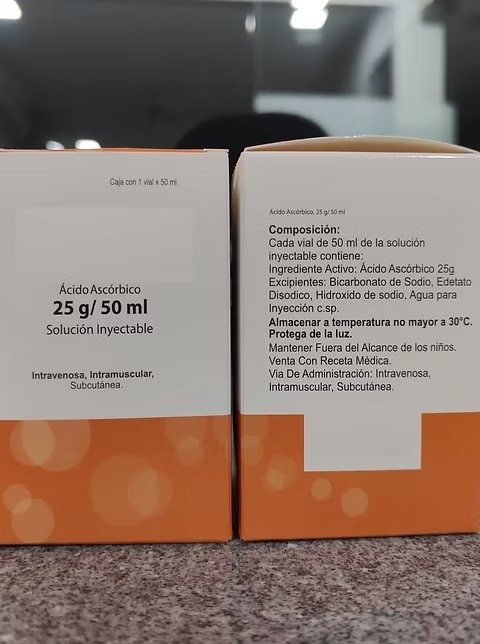 Caja con 1 vial x 50 ml.
Ácido Ascórbico
25 g/ 50 ml
Solución Inyectable
Intravenosa, Intramuscular,
Subcutánea.
Ácido Ascórbico, 25 g/ 50 ml
Composición:
Cada vial de 50 ml de la solución
inyectable contiene:
Ingrediente Activo: Ácido Ascórbico 25g
Excipientes: Bicarbonato de Sodio, Edetato
Disodico, Hidroxido de sodio, Agua para
Inyección c.sp.
Almacenar a temperatura no mayor a 30°C.
Protega de la luz.
Mantener Fuera del Alcance de los niños.
Venta Con Receta Médica.
Via De Administración: Intravenosa,
Intramuscular, Subcutánea.